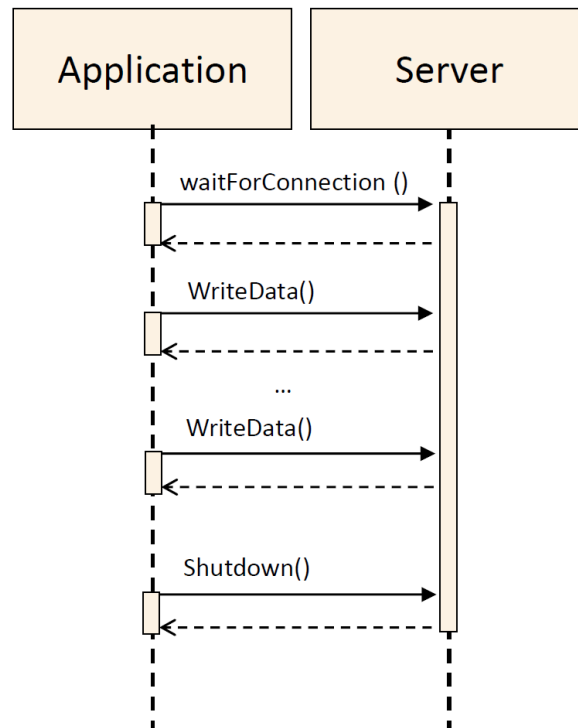 Application
Server
waitForConnection ()
WriteData()
...
WriteData()
Shutdown()